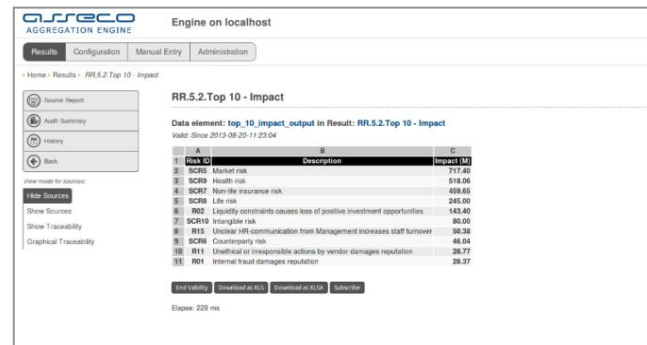 asseco
AGGREGATION ENGINE
Engine on localhost
Results Configuration Manual Entry Administration
Home › Results › RR.5.2.Top 10 - Impact
Source Report
Audit Summary
History
Back
View mode for sources:
Hide Sources
Show Sources
Show Traceability
Graphical Traceability
RR.5.2.Top 10 - Impact
Data element: top_10_impact_output in Result: RR.5.2.Top 10 - Impact
Valid: Since 2013-08-20-11:23:04
A B C
1 Risk ID Description Impact (M)
2 SCR5 Market risk 717.40
3 SCR9 Health risk 518.06
4 SCR7 Non-life insurance risk 459.65
5 SCR8 Life risk 245.00
6 R02 Liquidity constraints causes loss of positive investment opportunities 143.40
7 SCR10 Intangible risk 80.00
8 R15 Unclear HR-communication from Management increases staff turnover 50.38
9 SCR6 Counterparty risk 46.04
10 R11 Unethical or irresponsible actions by vendor damages reputation 28.77
11 R01 Internal fraud damages reputation 28.37
End Validity Download as XLS Download as XLSX Subscribe
Elapse: 228 ms